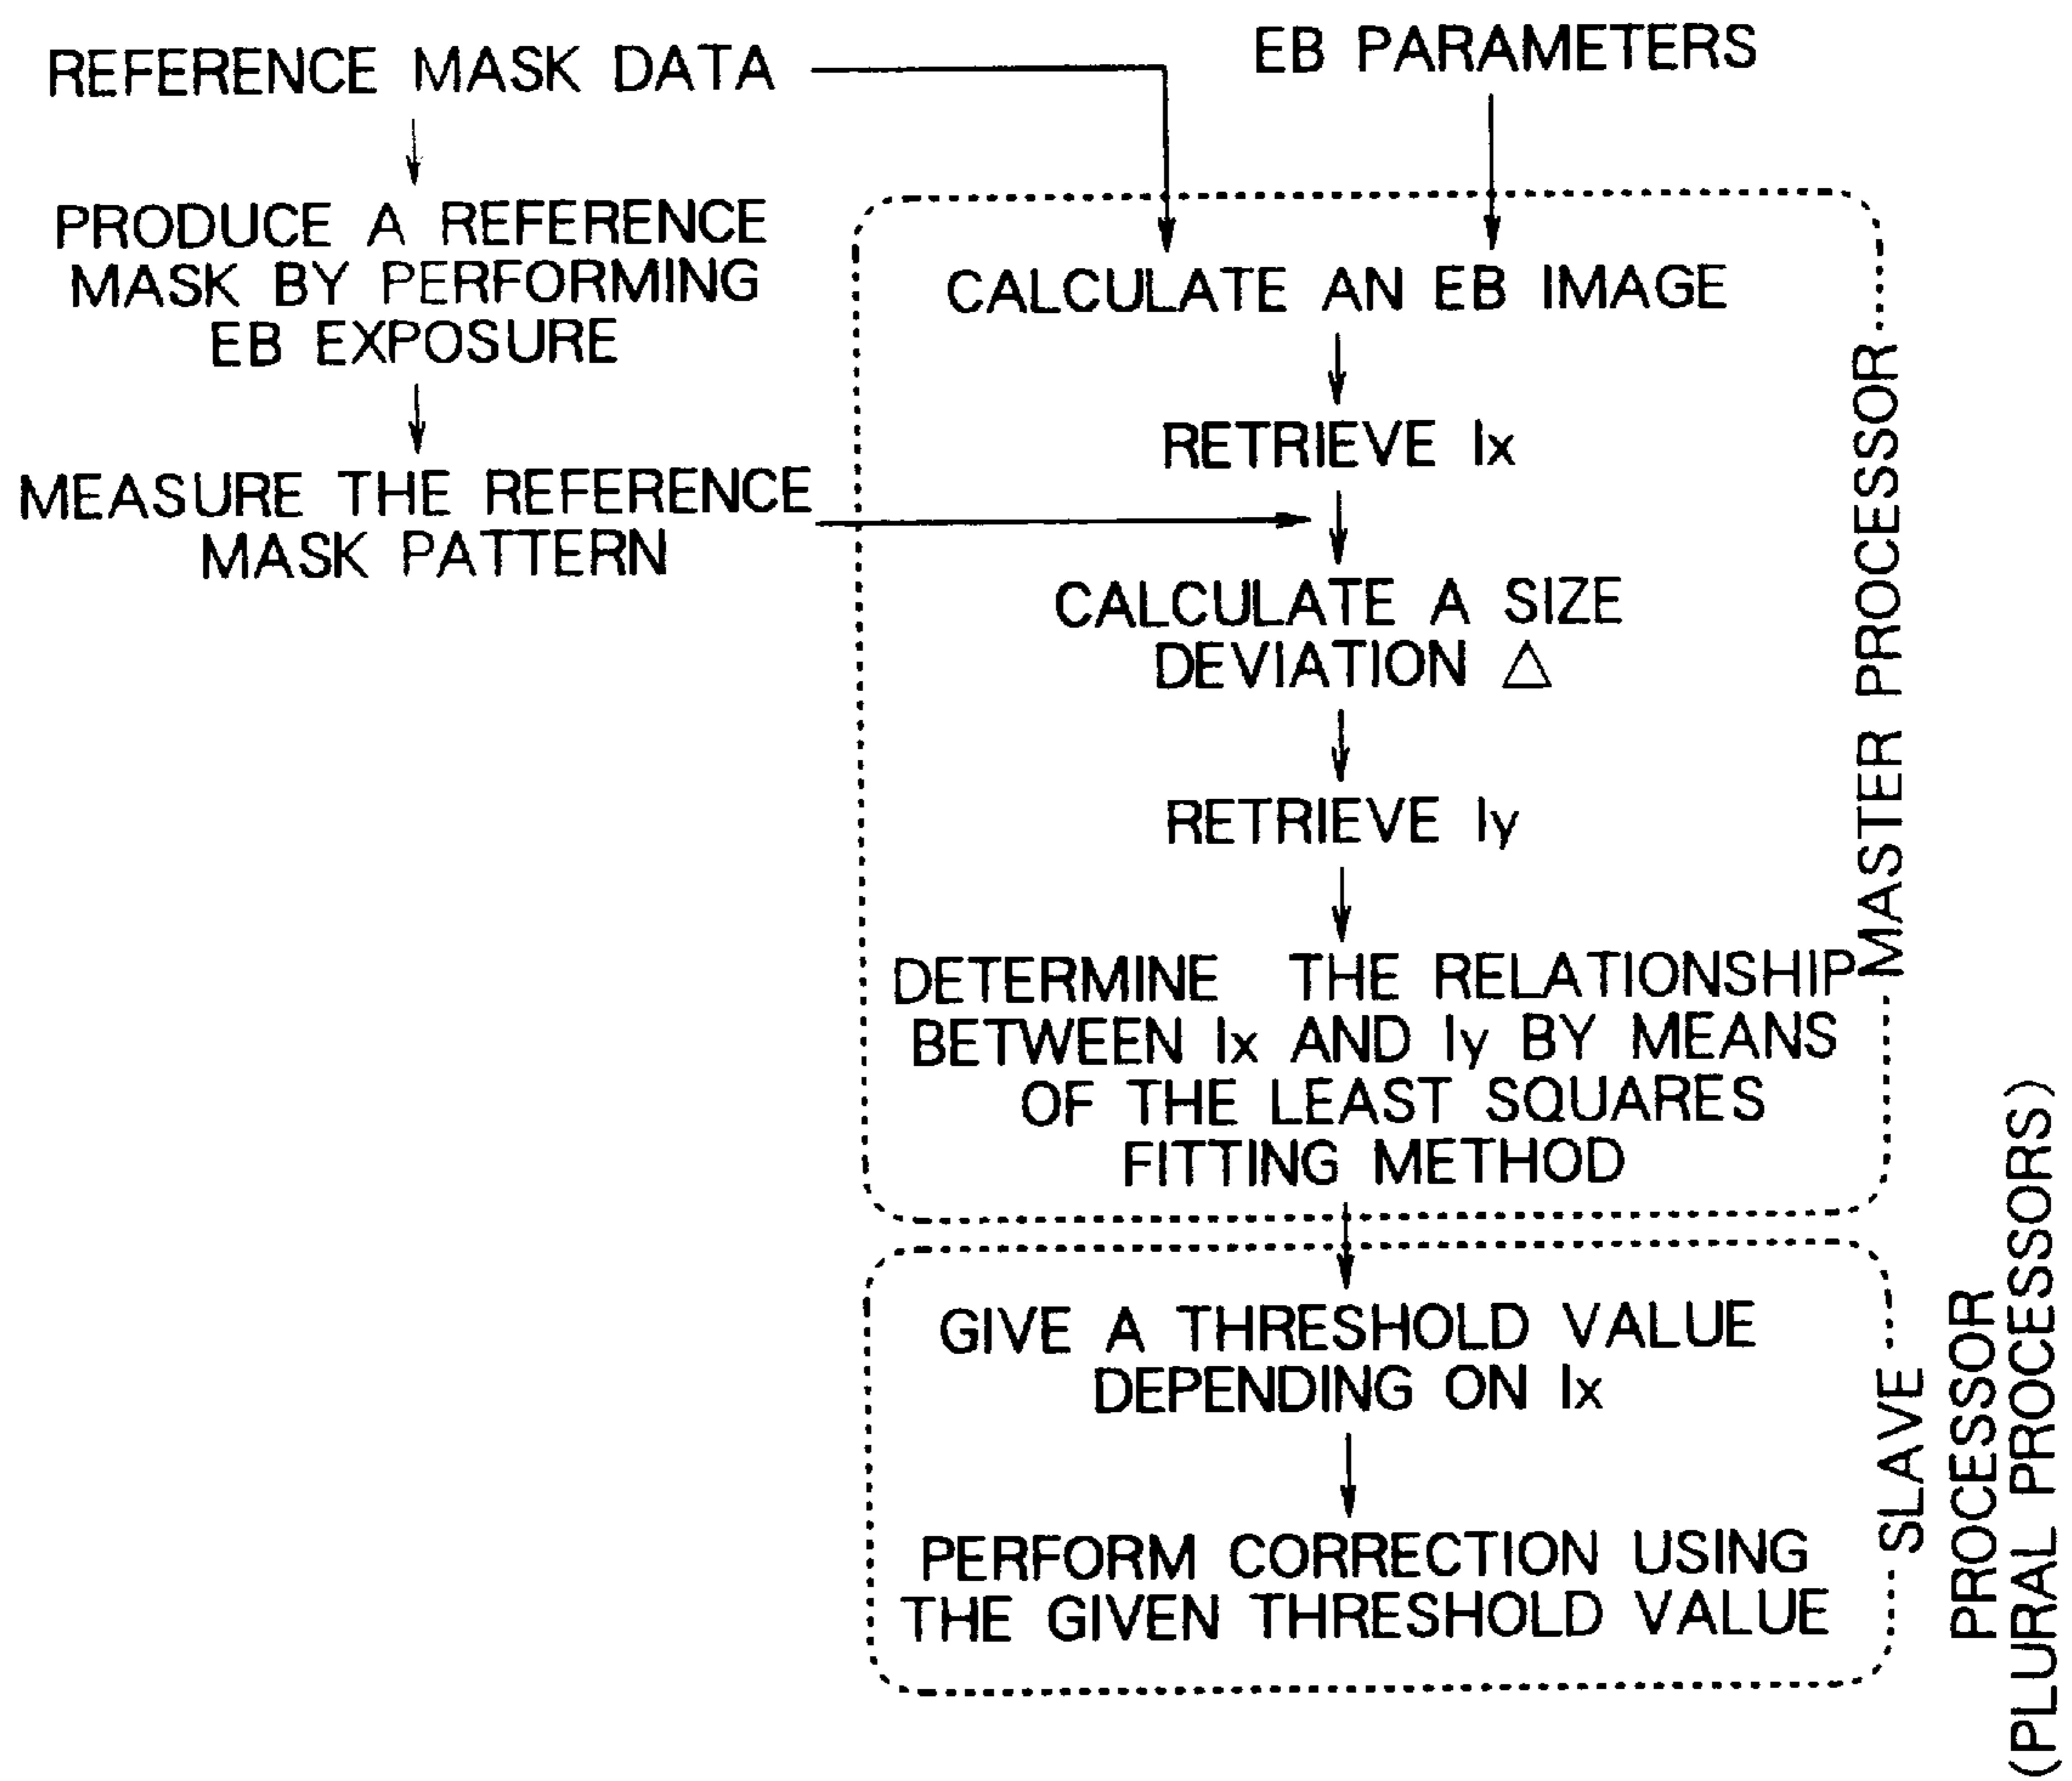 REFERENCE MASK DATA
EB PARAMETERS
PRODUCE A REFERENCE
MASK BY PERFORMING
EB EXPOSURE
MEASURE THE REFERENCE
MASK PATTERN
CALCULATE AN EB IMAGE
RETRIEVE Ix
CALCULATE A SIZE
DEVIATION △
RETRIEVE Iy
DETERMINE THE RELATIONSHIP
BETWEEN Ix AND Iy BY MEANS
OF THE LEAST SQUARES
FITTING METHOD
MASTER PROCESSOR
GIVE A THRESHOLD VALUE
DEPENDING ON Ix
PERFORM CORRECTION USING
THE GIVEN THRESHOLD VALUE
SLAVE
PROCESSOR
(PLURAL PROCESSORS)